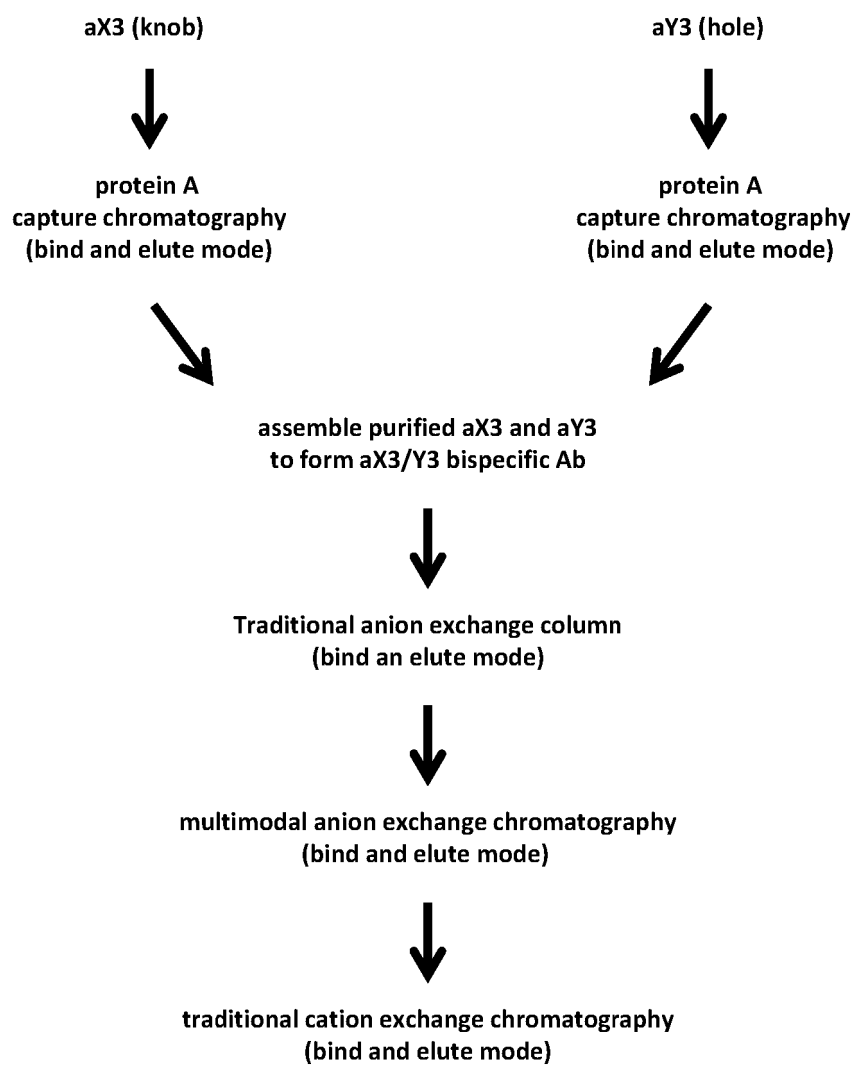 aX3 (knob)
aY3 (hole)
protein A
capture chromatography
(bind and elute mode)
protein A
capture chromatography
(bind and elute mode)
assemble purified aX3 and aY3
to form aX3/Y3 bispecific Ab
Traditional anion exchange column
(bind an elute mode)
multimodal anion exchange chromatography
(bind and elute mode)
traditional cation exchange chromatography
(bind and elute mode)